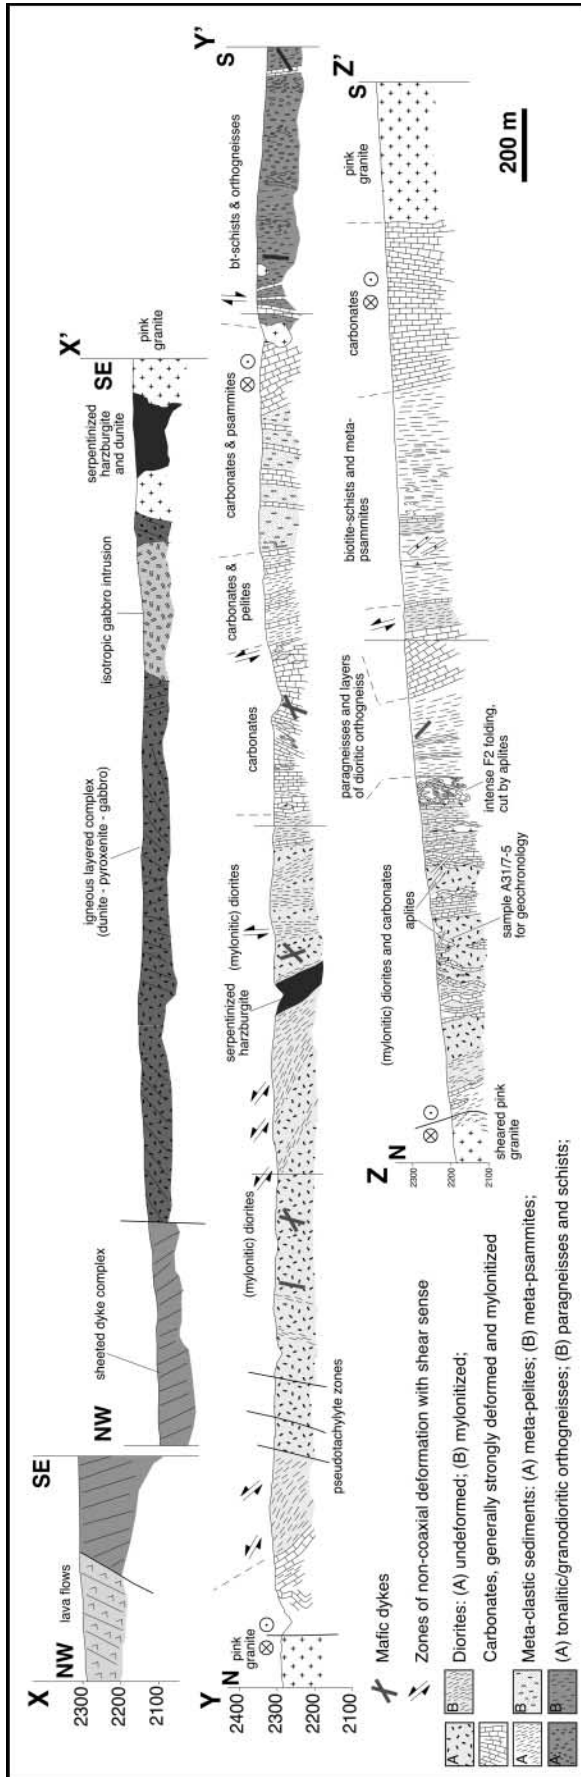 X
NW
SE
lava flows
2300
2200
2100
NW
sheeted dyke complex
igneous layered complex
(dunite - pyroxenite - gabbro)
isotropic gabbro intrusion
serpentinized
harzburgite
and dunite
SE
X'
pink
granite
Y
N
2400
2300
2200
2100
pink
granite
pseudotachylyte zones
(mylonitic) diorites
serpentinized
harzburgite
(mylonitic) diorites
carbonates
carbonates &
pelites
carbonates & psammites
bt-schists & orthogneisses
Y'
S
Z
N
2300
2200
2100
sheared pink
granite
(mylonitic) diorites and carbonates
aplites
sample A31/7-5
for geochronology
intense F2 folding,
cut by aplites
paragneisses and layers
of dioritic orthogneiss
biotite-schists and meta-
psammites
carbonates
pink
granite
S
Z'
200 m
Mafic dykes
Zones of non-coaxial deformation with shear sense
A
B
Diorites: (A) undeformed; (B) mylonitized;
Carbonates, generally strongly deformed and mylonitized
A
B
Meta-clastic sediments: (A) meta-pelites; (B) meta-psammites;
A
B
(A) tonalitic/granodioritic orthogneisses; (B) paragneisses and schists;